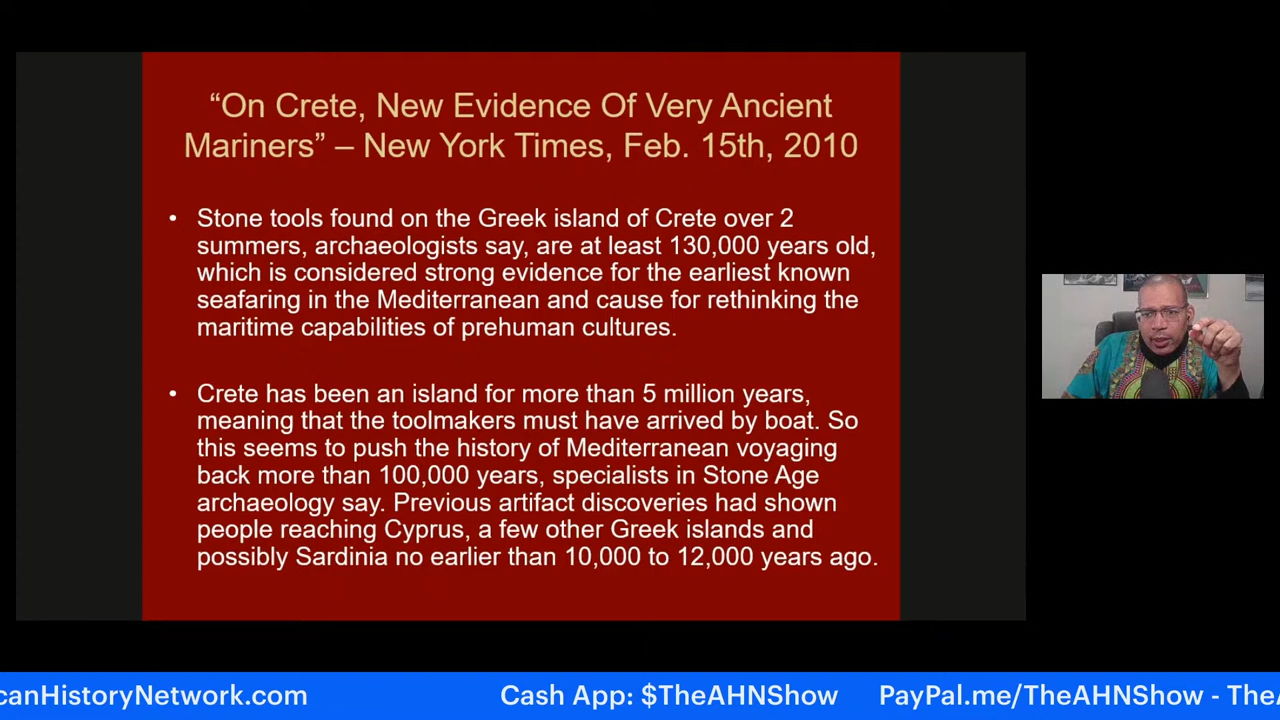 “On Crete, New Evidence Of Very Ancient
Mariners” – New York Times, Feb. 15th, 2010
• Stone tools found on the Greek island of Crete over 2
summers, archaeologists say, are at least 130,000 years old,
which is considered strong evidence for the earliest known
seafaring in the Mediterranean and cause for rethinking the
maritime capabilities of prehuman cultures.
• Crete has been an island for more than 5 million years,
meaning that the toolmakers must have arrived by boat. So
this seems to push the history of Mediterranean voyaging
back more than 100,000 years, specialists in Stone Age
archaeology say. Previous artifact discoveries had shown
people reaching Cyprus, a few other Greek islands and
possibly Sardinia no earlier than 10,000 to 12,000 years ago.
canHistoryNetwork.com Cash App: $TheAHNShow PayPal.me/TheAHNShow - The